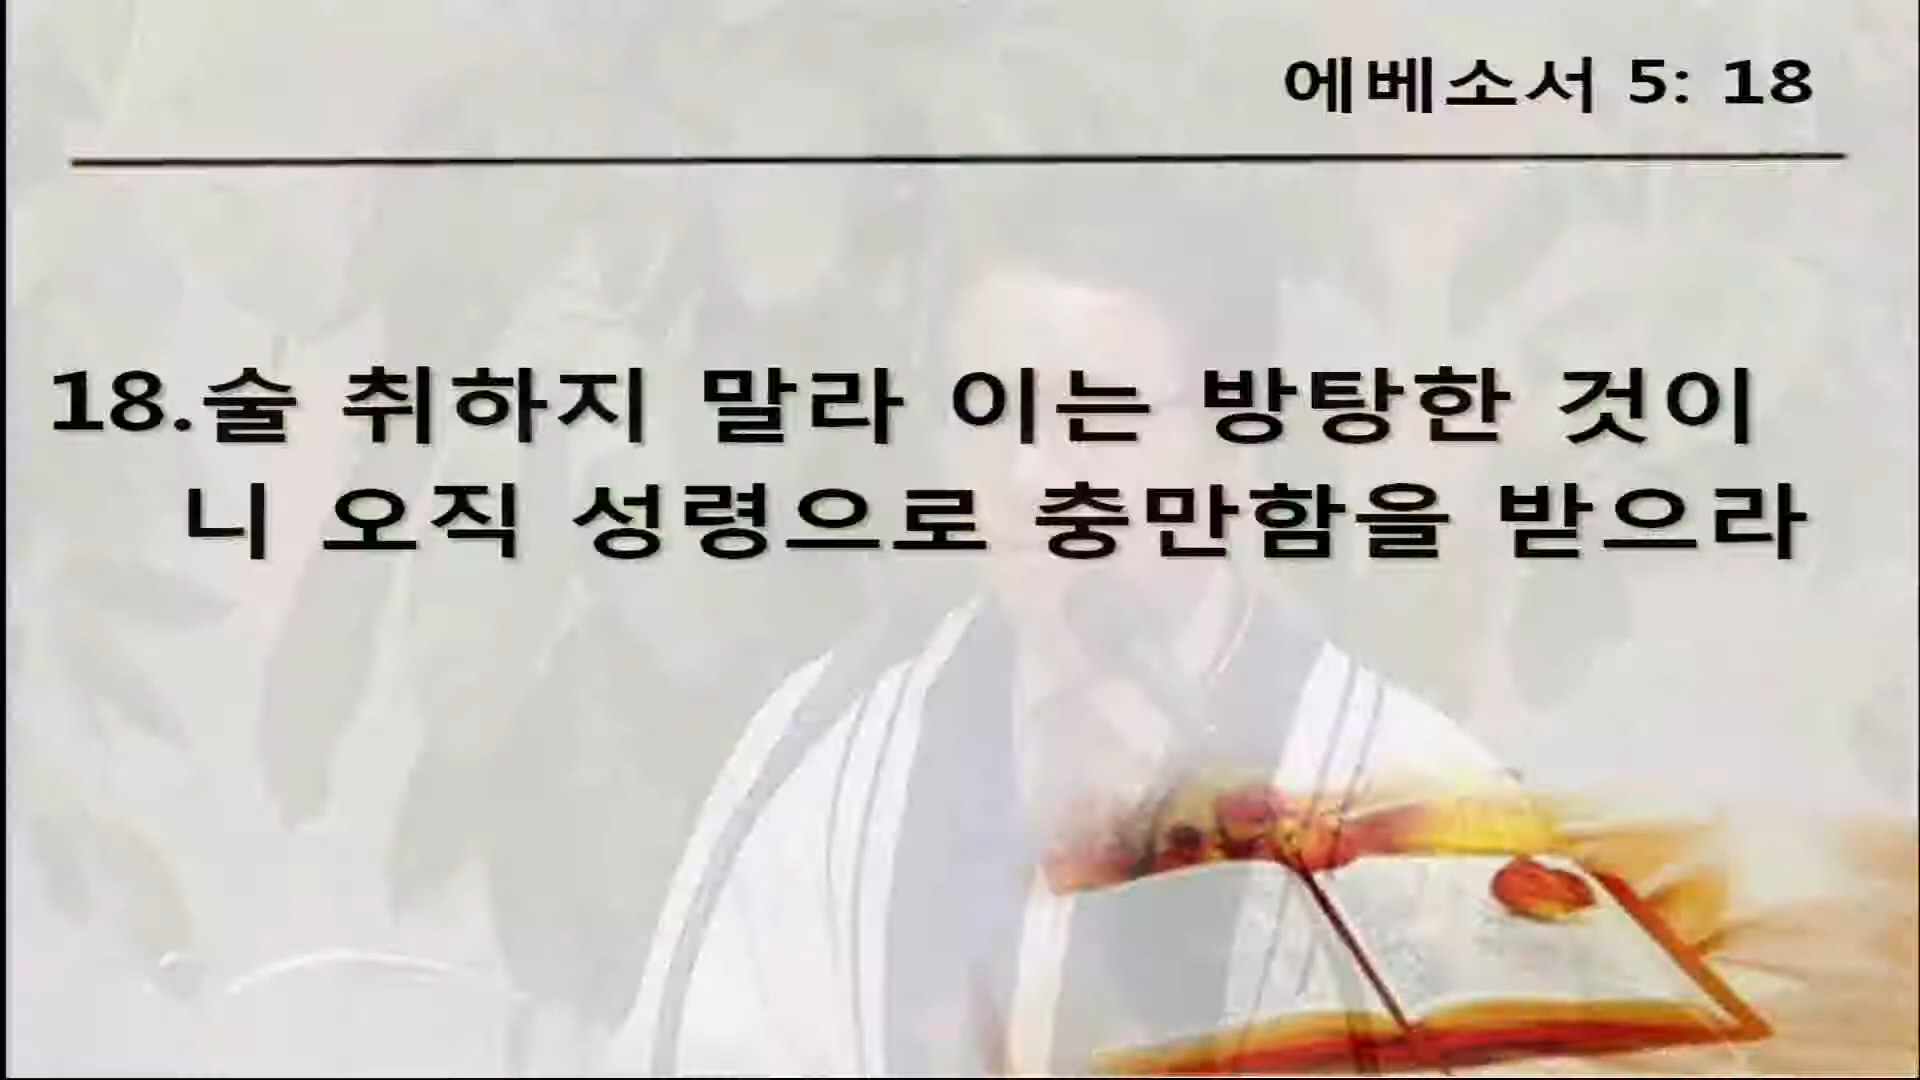 에베소서 5: 18
18.술 취하지 말라 이는 방탕한 것이
니 오직 성령으로 충만함을 받으라